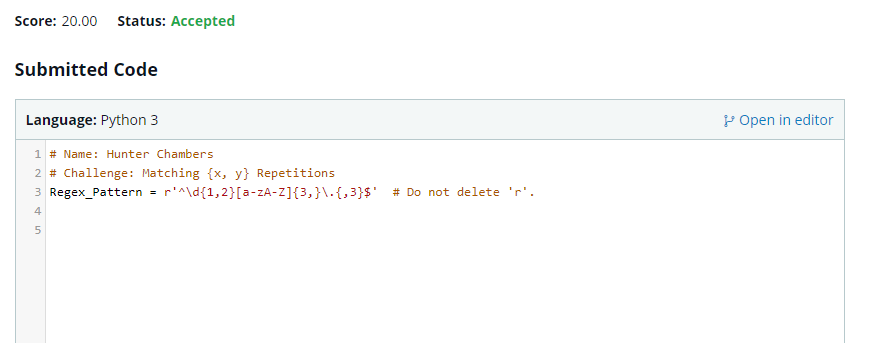 Score: 20.00 Status: Accepted
Submitted Code
Language: Python 3 Open in editor
1 # Name: Hunter Chambers
2 # Challenge: Matching {x, y} Repetitions
3 Regex_Pattern = r'^\d{1,2}[a-zA-Z]{3,}\.{,3}$' # Do not delete 'r'.
4
5